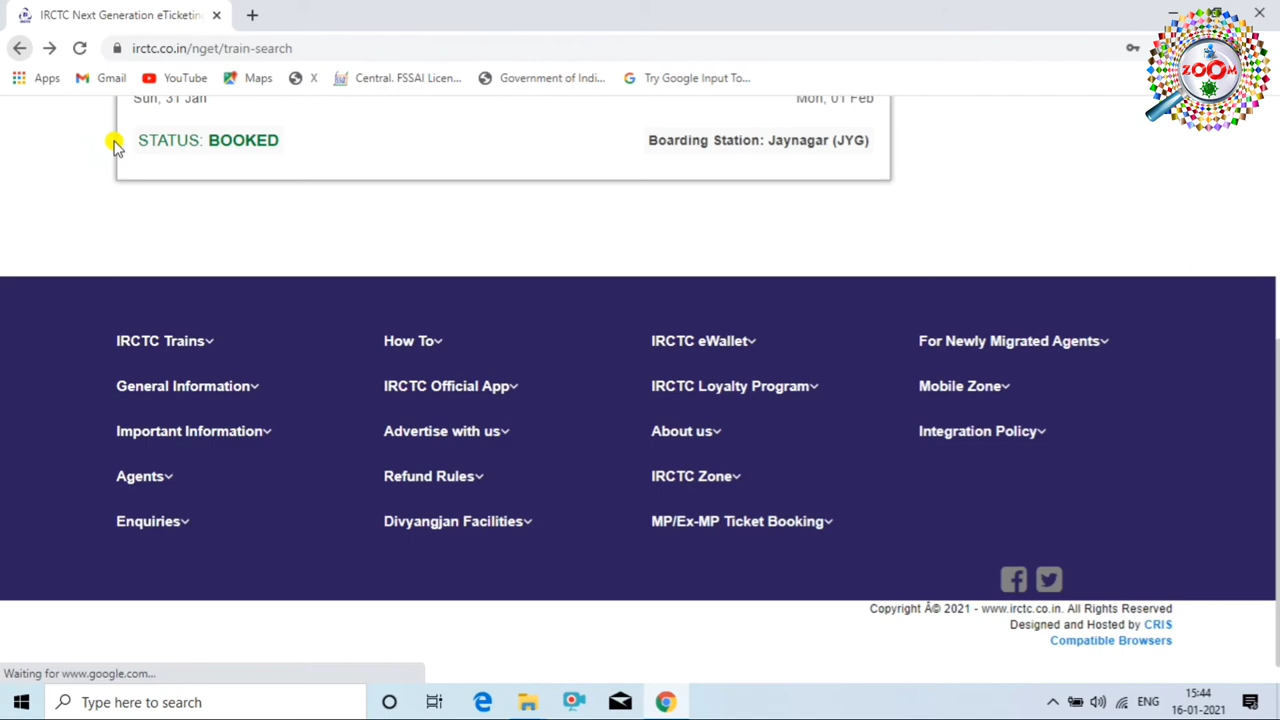 IRCTC Next Generation eTicketing
irctc.co.in/nget/train-search
Apps Gmail YouTube Maps X Central. FSSAI Licen... Government of Indi... Try Google Input To...
ZOOM
Sun, 31 Jan Mon, 01 Feb
STATUS: BOOKED Boarding Station: Jaynagar (JYG)
IRCTC Trains How To IRCTC eWallet For Newly Migrated Agents
General Information IRCTC Official App IRCTC Loyalty Program Mobile Zone
Important Information Advertise with us About us Integration Policy
Agents Refund Rules IRCTC Zone
Enquiries Divyangjan Facilities MP/Ex-MP Ticket Booking
Copyright Â© 2021 - www.irctc.co.in. All Rights Reserved
Designed and Hosted by CRIS
Compatible Browsers
Waiting for www.google.com...
Type here to search ENG 15:44
16-01-2021